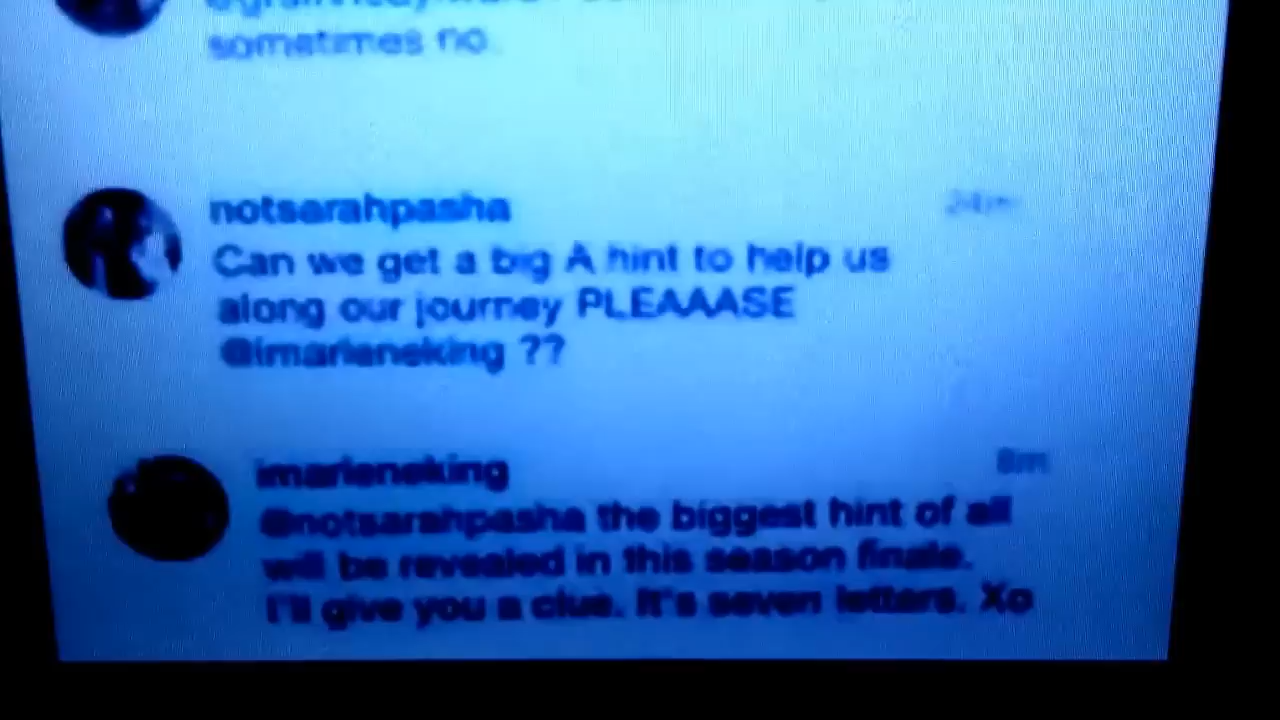 sometimes no.
notsarahpasha 24m
Can we get a big A hint to help us
along our journey PLEAAASE
@imarleneking ??
imarleneking 8m
@notsarahpasha the biggest hint of all
will be revealed in this season finale.
I'll give you a clue. It's seven letters. Xo